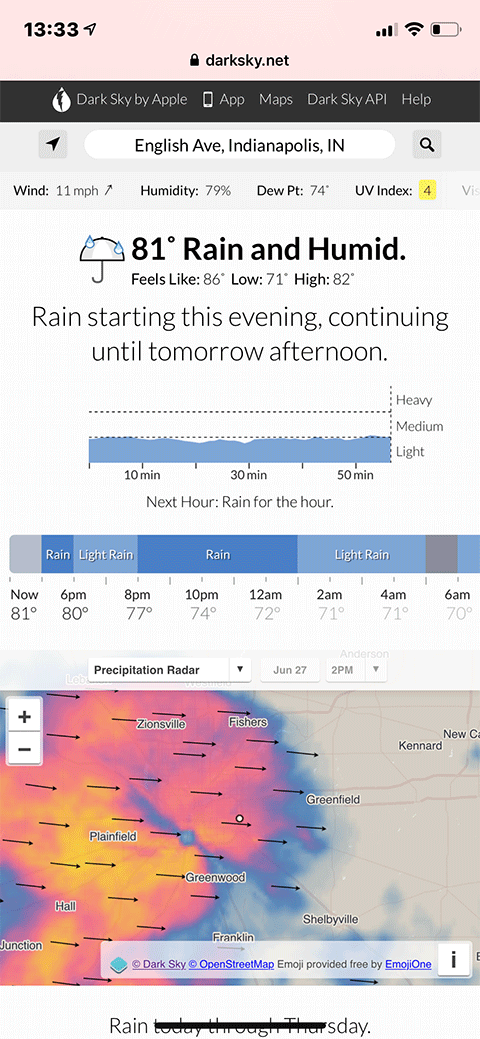 13:33
darksky.net
Dark Sky by Apple App Maps Dark Sky API Help
English Ave, Indianapolis, IN
Wind: 11 mph Humidity: 79% Dew Pt: 74° UV Index: 4 Vis
81° Rain and Humid.
Feels Like: 86° Low: 71° High: 82°
Rain starting this evening, continuing
until tomorrow afternoon.
Heavy
Medium
Light
10 min 30 min 50 min
Next Hour: Rain for the hour.
Rain Light Rain Rain Light Rain
Now 6pm 8pm 10pm 12am 2am 4am 6am
81° 80° 77° 74° 72° 71° 71° 70°
Anderson
Precipitation Radar Jun 27 2PM
+
−
Zionsville Fishers
New Ca
Kennard
Greenfield
Plainfield
Greenwood
Hall
Shelbyville
Franklin
Junction
© Dark Sky © OpenStreetMap Emoji provided free by EmojiOne
i
Rain today through Thursday.